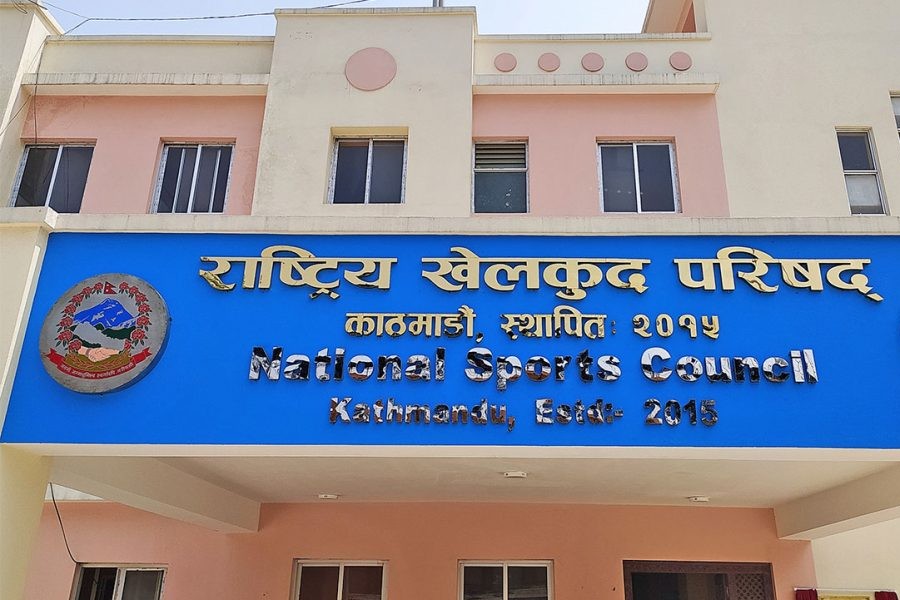 राष्ट्रिय खेलकुद परिषद्
काठमाडौं, स्थापित: २०१५
National Sports Council
Kathmandu, Estd:- 2015